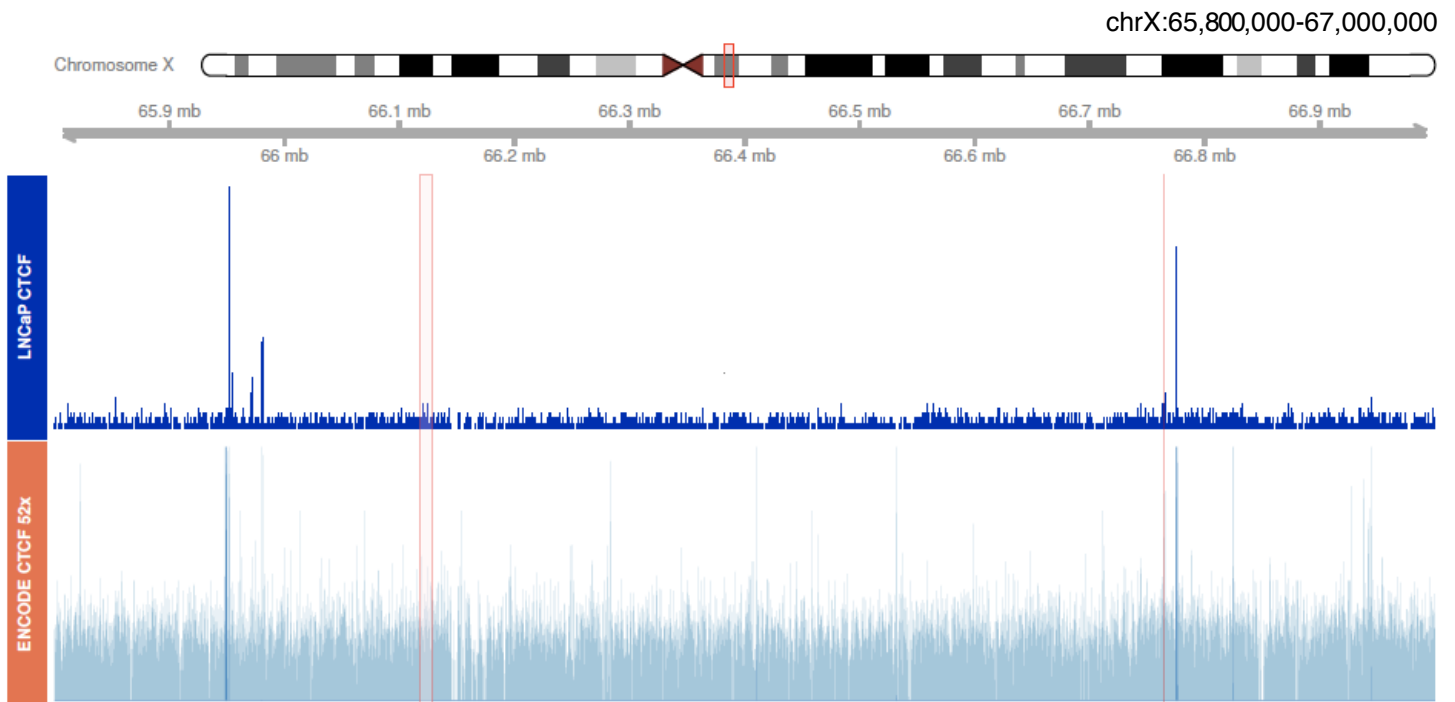 chrX:65,800,000-67,000,000
Chromosome X
65.9 mb 66.1 mb 66.3 mb 66.5 mb 66.7 mb 66.9 mb
66 mb 66.2 mb 66.4 mb 66.6 mb 66.8 mb
LNCaP CTCF
ENCODE CTCF 52x